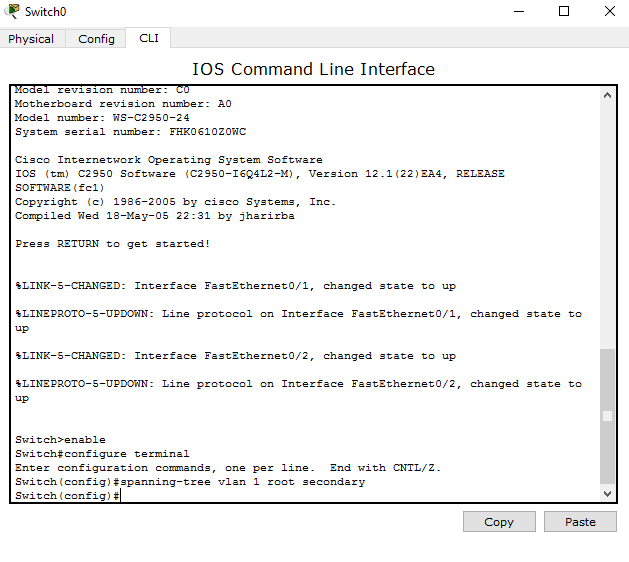 Switch0
Physical Config CLI
IOS Command Line Interface
Model revision number: C0
Motherboard revision number: A0
Model number: WS-C2950-24
System serial number: FHK0610Z0WC
Cisco Internetwork Operating System Software
IOS (tm) C2950 Software (C2950-I6Q4L2-M), Version 12.1(22)EA4, RELEASE
SOFTWARE(fc1)
Copyright (c) 1986-2005 by cisco Systems, Inc.
Compiled Wed 18-May-05 22:31 by jharirba
Press RETURN to get started!
%LINK-5-CHANGED: Interface FastEthernet0/1, changed state to up
%LINEPROTO-5-UPDOWN: Line protocol on Interface FastEthernet0/1, changed state to
up
%LINK-5-CHANGED: Interface FastEthernet0/2, changed state to up
%LINEPROTO-5-UPDOWN: Line protocol on Interface FastEthernet0/2, changed state to
up
Switch>enable
Switch#configure terminal
Enter configuration commands, one per line.  End with CNTL/Z.
Switch(config)#spanning-tree vlan 1 root secondary
Switch(config)#
Copy Paste